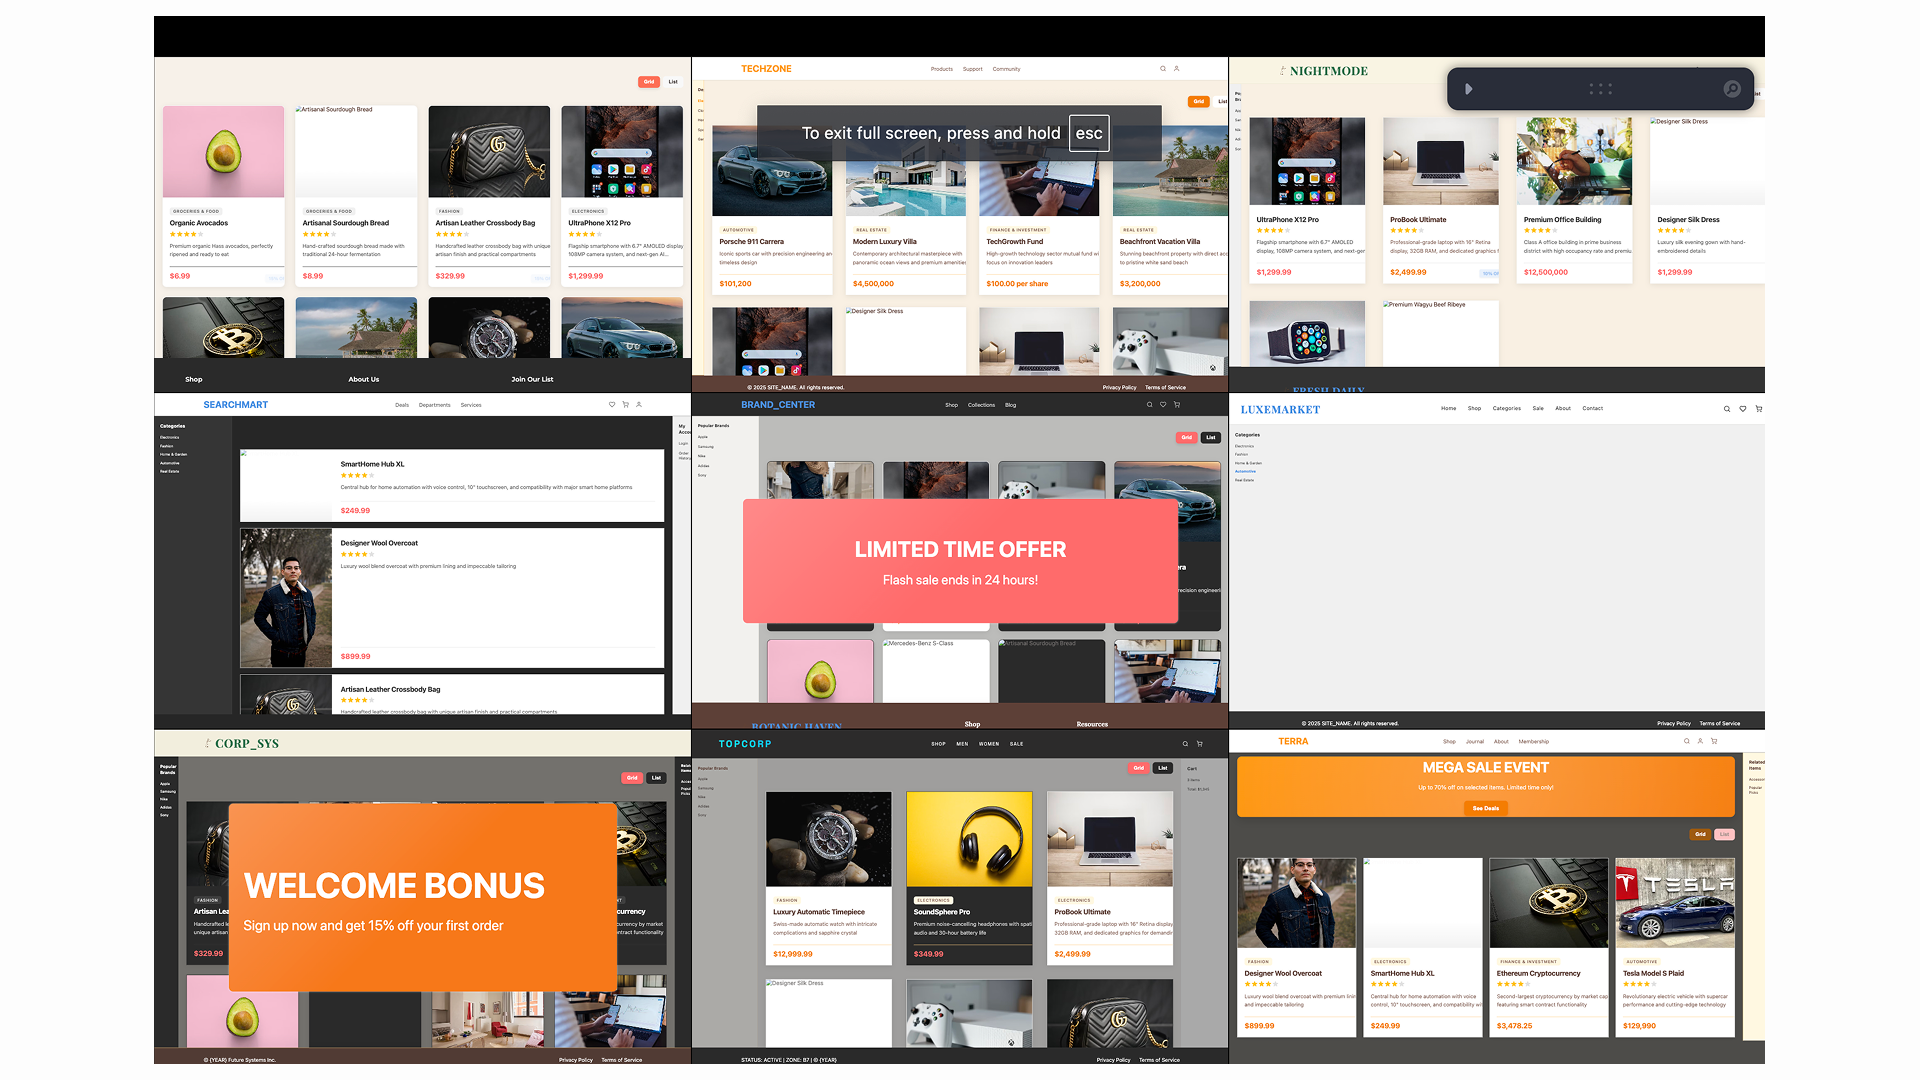 Grid
List
GROCERIES & FOOD
Organic Avocados
Premium organic Hass avocados, perfectly
ripened and ready to eat
$6.99
Artisanal Sourdough Bread
GROCERIES & FOOD
Artisanal Sourdough Bread
Hand-crafted sourdough bread made with
traditional 24-hour fermentation
$8.99
FASHION
Artisan Leather Crossbody Bag
Handcrafted leather crossbody bag with unique
artisan finish and practical compartments
$329.99
ELECTRONICS
UltraPhone X12 Pro
Flagship smartphone with 6.7" AMOLED display,
108MP camera system, and next-gen AI...
$1,299.99
Shop
About Us
Join Our List
TECHZONE
Products
Support
Community
Grid
List
To exit full screen, press and hold esc
AUTOMOTIVE
Porsche 911 Carrera
Iconic sports car with precision engineering an
timeless design
$101,200
REAL ESTATE
Modern Luxury Villa
Contemporary architectural masterpiece with
panoramic ocean views and premium amenities
$4,500,000
FINANCE & INVESTMENT
TechGrowth Fund
High-growth technology sector mutual fund wi
focus on innovation leaders
$100.00 per share
REAL ESTATE
Beachfront Vacation Villa
Stunning beachfront property with direct acc
to pristine white sand beach
$3,200,000
Designer Silk Dress
© 2025 SITE_NAME. All rights reserved.
Privacy Policy
Terms of Service
NIGHTMODE
UltraPhone X12 Pro
Flagship smartphone with 6.7" AMOLED
display, 108MP camera system, and next-gen
$1,299.99
ProBook Ultimate
Professional-grade laptop with 16" Retina
display, 32GB RAM, and dedicated graphics f
$2,499.99
Premium Office Building
Class A office building in prime business
district with high occupancy rate and premiu
$12,500,000
Designer Silk Dress
Designer Silk Dress
Luxury silk evening gown with hand-
embroidered details
$1,299.99
Premium Wagyu Beef Ribeye
FRESH DAILY
SEARCHMART
Deals
Departments
Services
Categories
Electronics
Fashion
Home & Garden
Automotive
Real Estate
My
Login
Order
History
SmartHome Hub XL
Central hub for home automation with voice control, 10" touchscreen, and compatibility with major smart home platforms
$249.99
Designer Wool Overcoat
Luxury wool blend overcoat with premium lining and impeccable tailoring
$899.99
Artisan Leather Crossbody Bag
Handcrafted leather crossbody bag with unique artisan finish and practical compartments
BRAND_CENTER
Shop
Collections
Blog
Popular Brands
Apple
Samsung
Nike
Adidas
Sony
Grid
List
LIMITED TIME OFFER
Flash sale ends in 24 hours!
era
recision engineeri
Mercedes-Benz S-Class
Artisanal Sourdough Bread
BOTANIC HAVEN
Shop
Resources
LUXEMARKET
Home
Shop
Categories
Sale
About
Contact
Categories
Electronics
Fashion
Home & Garden
Automotive
Real Estate
© 2025 SITE_NAME. All rights reserved.
Privacy Policy
Terms of Service
CORP_SYS
Popular
Brands
Apple
Samsung
Nike
Adidas
Sony
Grid
List
WELCOME BONUS
Sign up now and get 15% off your first order
FASHION
Artisan Lea
Handcrafted le
unique artisan
$329.99
currency
ency by market
ntract functionality
© {YEAR} Future Systems Inc.
Privacy Policy
Terms of Service
TOPCORP
SHOP
MEN
WOMEN
SALE
Popular Brands
Apple
Samsung
Nike
Adidas
Sony
Grid
List
Cart
FASHION
Luxury Automatic Timepiece
Swiss-made automatic watch with intricate
complications and sapphire crystal
$12,999.99
ELECTRONICS
SoundSphere Pro
Premium noise-cancelling headphones with spati
audio and 30-hour battery life
$349.99
ELECTRONICS
ProBook Ultimate
Professional-grade laptop with 16" Retina display,
32GB RAM, and dedicated graphics for demandin
$2,499.99
Designer Silk Dress
STATUS: ACTIVE | ZONE: B7 | © {YEAR}
Privacy Policy
Terms of Service
TERRA
Shop
Journal
About
Membership
MEGA SALE EVENT
Up to 70% off on selected items. Limited time only!
See Deals
Related
Items
Popular
Picks
Grid
List
FASHION
Designer Wool Overcoat
Luxury wool blend overcoat with premium linin
and impeccable tailoring
$899.99
ELECTRONICS
SmartHome Hub XL
Central hub for home automation with voice
control, 10" touchscreen, and compatibility wi
$249.99
FINANCE & INVESTMENT
Ethereum Cryptocurrency
Second-largest cryptocurrency by market cap
featuring smart contract functionality
$3,478.25
TESLA
AUTOMOTIVE
Tesla Model S Plaid
Revolutionary electric vehicle with supercar
performance and cutting-edge technology
$129,990